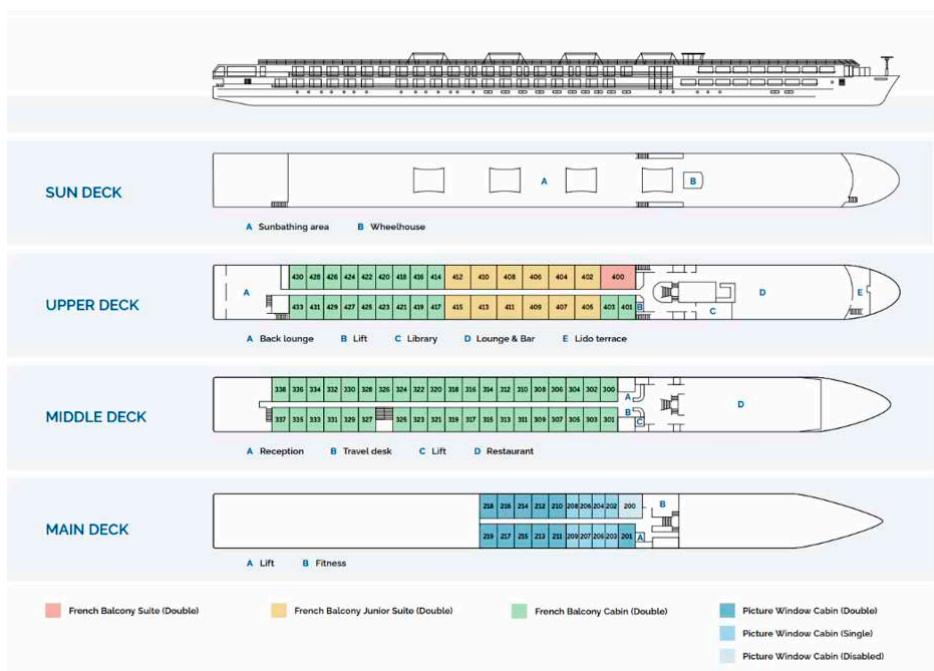 SUN DECK
A
B
A Sunbathing area B Wheelhouse
UPPER DECK
430 428 426 424 422 420 418 416 414 412 410 408 406 404 402 400
A D E
433 431 429 427 425 423 421 419 417 415 413 411 409 407 405 403 401 B C
A Back lounge B Lift C Library D Lounge & Bar E Lido terrace
MIDDLE DECK
338 336 334 332 330 328 326 324 322 320 318 316 314 312 310 308 306 304 302 300 A
D
337 335 333 331 329 327 325 323 321 319 317 315 313 311 309 307 305 303 301 B C
A Reception B Travel desk C Lift D Restaurant
MAIN DECK
218 216 214 212 210 208 206 204 202 200 B
219 217 215 213 211 209 207 203 201 A
A Lift B Fitness
French Balcony Suite (Double) French Balcony Junior Suite (Double) French Balcony Cabin (Double) Picture Window Cabin (Double)
Picture Window Cabin (Single)
Picture Window Cabin (Disabled)